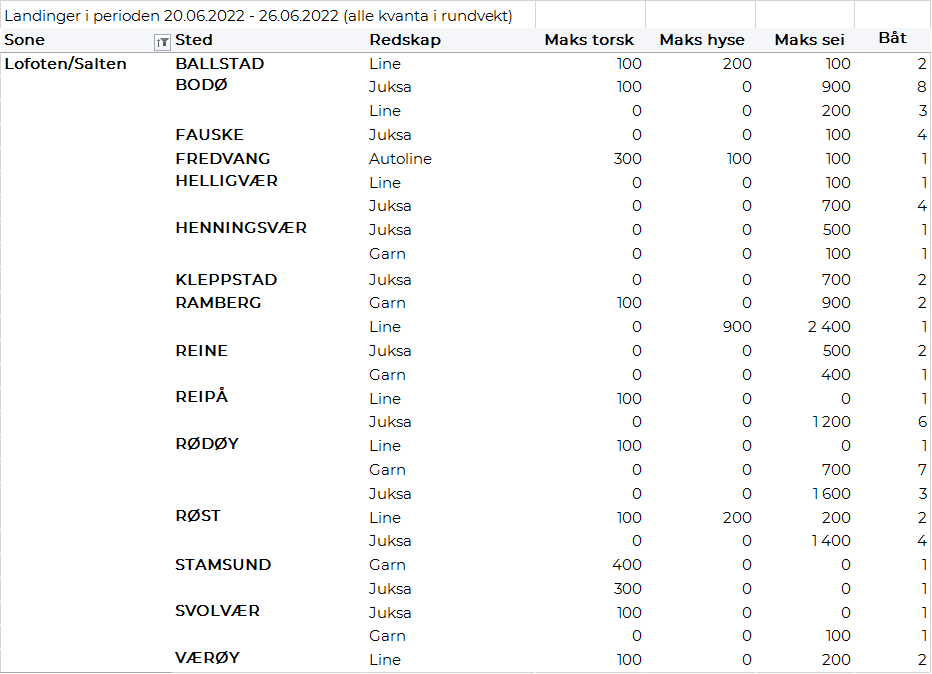 Landinger i perioden 20.06.2022 - 26.06.2022 (alle kvanta i rundvekt)
Sone Sted Redskap Maks torsk Maks hyse Maks sei Båt
Lofoten/Salten BALLSTAD Line 100 200 100 2
BODØ Juksa 100 0 900 8
Line 0 0 200 3
FAUSKE Juksa 0 0 100 4
FREDVANG Autoline 300 100 100 1
HELLIGVÆR Line 0 0 100 1
Juksa 0 0 700 4
HENNINGSVÆR Juksa 0 0 500 1
Garn 0 0 100 1
KLEPPSTAD Juksa 0 0 700 2
RAMBERG Garn 100 0 900 2
Line 0 900 2 400 1
REINE Juksa 0 0 500 2
Garn 0 0 400 1
REIPÅ Line 100 0 0 1
Juksa 0 0 1 200 6
RØDØY Line 100 0 0 1
Garn 0 0 700 7
Juksa 0 0 1 600 3
RØST Line 100 200 200 2
Juksa 0 0 1 400 4
STAMSUND Garn 400 0 0 1
Juksa 300 0 0 1
SVOLVÆR Juksa 100 0 0 1
Garn 0 0 100 1
VÆRØY Line 100 0 200 2